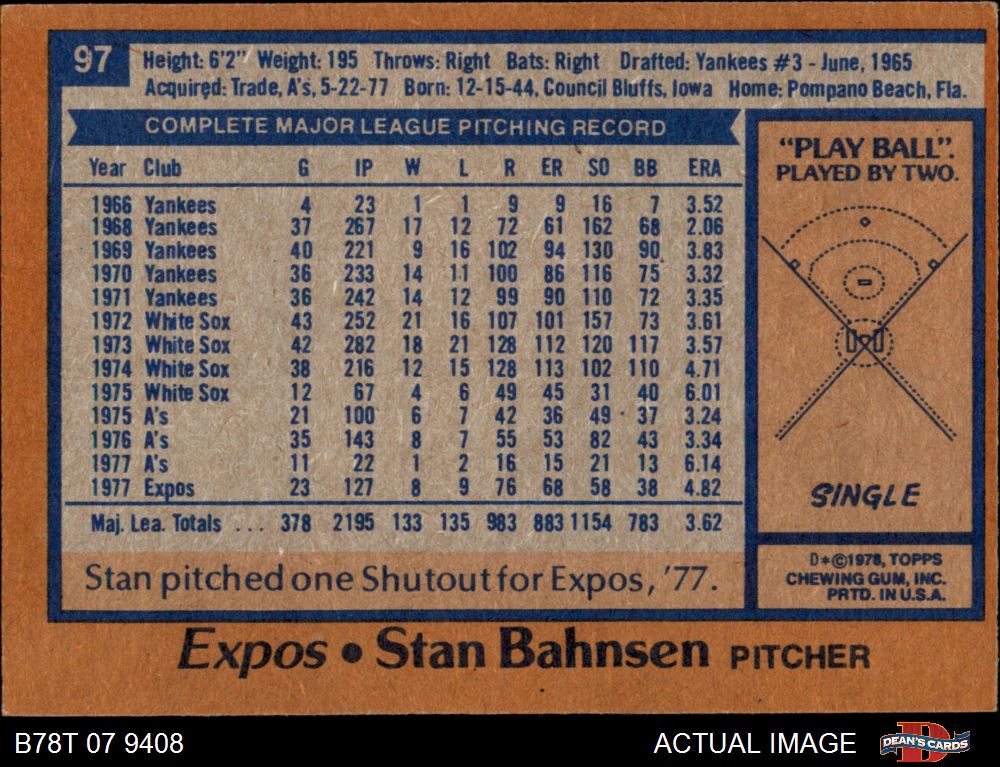 97
Height: 6'2" Weight: 195 Throws: Right Bats: Right Drafted: Yankees #3 - June, 1965
Acquired: Trade, A's, 5-22-77 Born: 12-15-44, Council Bluffs, Iowa Home: Pompano Beach, Fla.
COMPLETE MAJOR LEAGUE PITCHING RECORD
Year Club G IP W L R ER SO BB ERA
1966 Yankees 4 23 1 1 9 9 16 7 3.52
1968 Yankees 37 267 17 12 72 61 162 68 2.06
1969 Yankees 40 221 9 16 102 94 130 90 3.83
1970 Yankees 36 233 14 11 100 86 116 75 3.32
1971 Yankees 36 242 14 12 99 90 110 72 3.35
1972 White Sox 43 252 21 16 107 101 157 73 3.61
1973 White Sox 42 282 18 21 128 112 120 117 3.57
1974 White Sox 38 216 12 15 128 113 102 110 4.71
1975 White Sox 12 67 4 6 49 45 31 40 6.01
1975 A's 21 100 6 7 42 36 49 37 3.24
1976 A's 35 143 8 7 55 53 82 43 3.34
1977 A's 11 22 1 2 16 15 21 13 6.14
1977 Expos 23 127 8 9 76 68 58 38 4.82
Maj. Lea. Totals ... 378 2195 133 135 983 883 1154 783 3.62
Stan pitched one Shutout for Expos, '77.
"PLAY BALL".
PLAYED BY TWO.
SINGLE
D*©1978, TOPPS
CHEWING GUM, INC.
PRTD. IN U.S.A.
Expos • Stan Bahnsen PITCHER
B78T 07 9408
ACTUAL IMAGE
D
DEAN'S CARDS